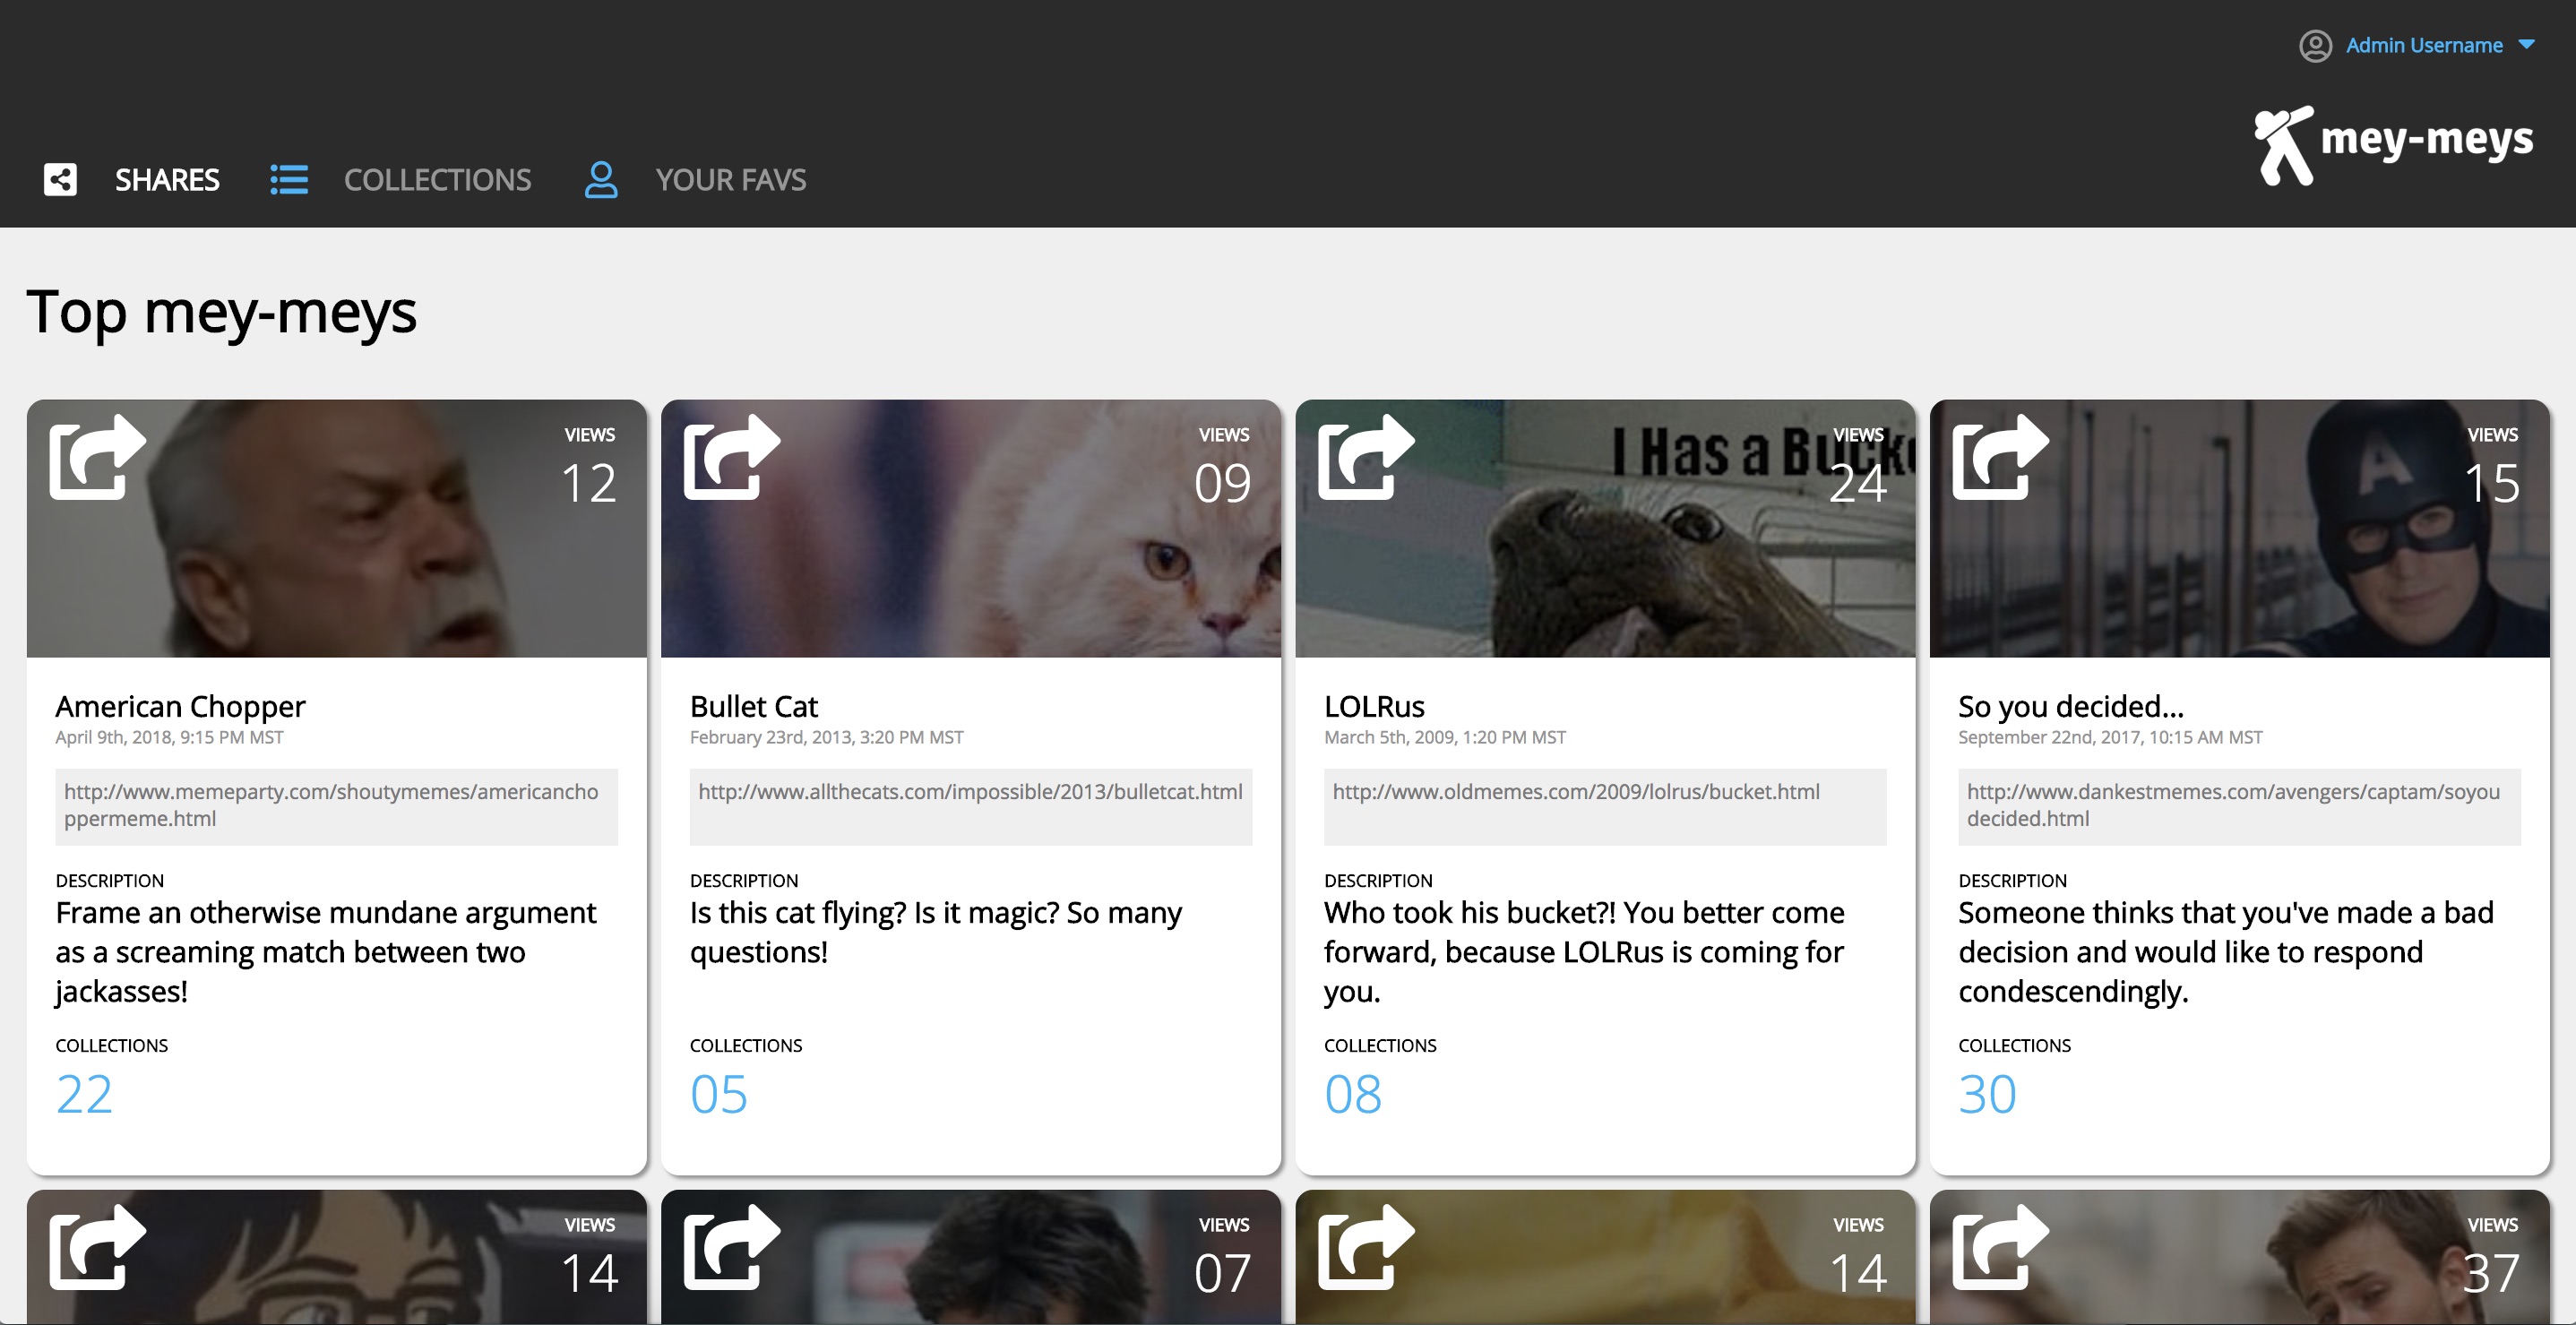 Admin Username
mey-meys
SHARES
COLLECTIONS
YOUR FAVS
Top mey-meys
VIEWS
12
American Chopper
April 9th, 2018, 9:15 PM MST
http://www.memeparty.com/shoutymemes/americancho
ppermeme.html
DESCRIPTION
Frame an otherwise mundane argument
as a screaming match between two
jackasses!
COLLECTIONS
22
VIEWS
09
Bullet Cat
February 23rd, 2013, 3:20 PM MST
http://www.allthecats.com/impossible/2013/bulletcat.html
DESCRIPTION
Is this cat flying? Is it magic? So many
questions!
COLLECTIONS
05
I Has a Bucke
VIEWS
24
LOLRus
March 5th, 2009, 1:20 PM MST
http://www.oldmemes.com/2009/lolrus/bucket.html
DESCRIPTION
Who took his bucket?! You better come
forward, because LOLRus is coming for
you.
COLLECTIONS
08
A
VIEWS
15
So you decided...
September 22nd, 2017, 10:15 AM MST
http://www.dankestmemes.com/avengers/captam/soyou
decided.html
DESCRIPTION
Someone thinks that you've made a bad
decision and would like to respond
condescendingly.
COLLECTIONS
30
VIEWS
14
VIEWS
07
VIEWS
14
VIEWS
37